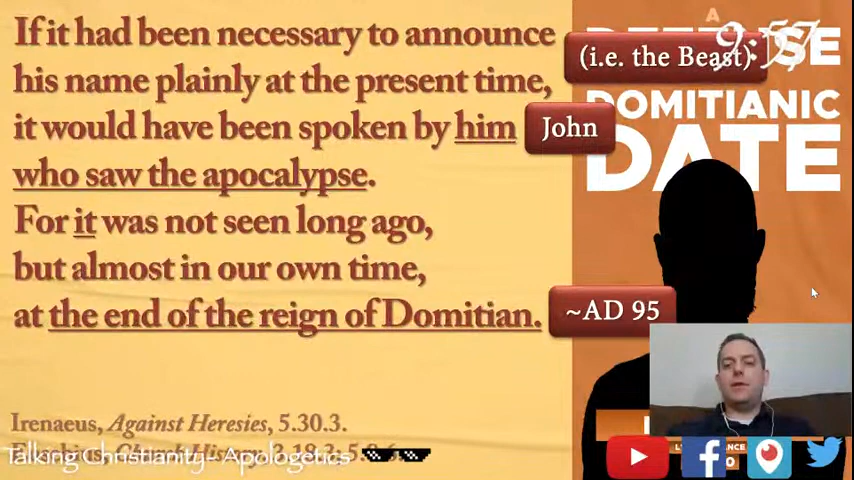 If it had been necessary to announce
his name plainly at the present time,
(i.e. the Beast)
it would have been spoken by him
John
who saw the apocalypse.
For it was not seen long ago,
but almost in our own time,
at the end of the reign of Domitian.
~AD 95
Irenaeus, Against Heresies, 5.30.3.
Talking Christianity - Apologetics
A
9:57
DOMITIANIC
DATE